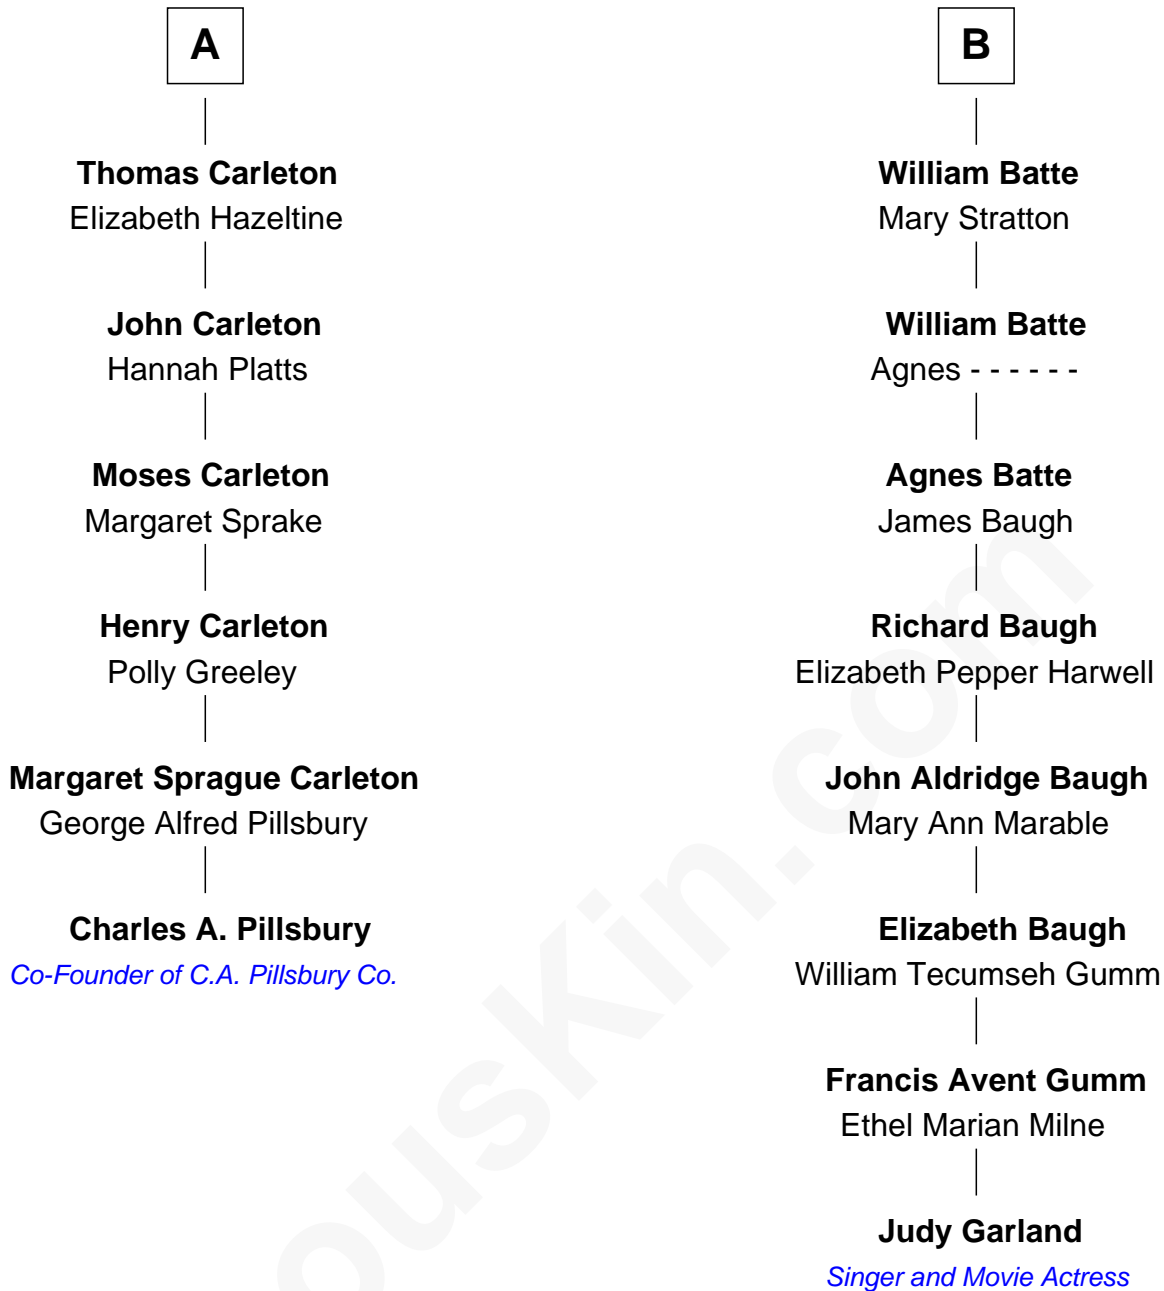 A
Thomas Carleton
Elizabeth Hazeltine
John Carleton
Hannah Platts
Moses Carleton
Margaret Sprake
Henry Carleton
Polly Greeley
Margaret Sprague Carleton
George Alfred Pillsbury
Charles A. Pillsbury
Co-Founder of C.A. Pillsbury Co.
B
William Batte
Mary Stratton
William Batte
Agnes - - - - - -
Agnes Batte
James Baugh
Richard Baugh
Elizabeth Pepper Harwell
John Aldridge Baugh
Mary Ann Marable
Elizabeth Baugh
William Tecumseh Gumm
Francis Avent Gumm
Ethel Marian Milne
Judy Garland
Singer and Movie Actress
ousKin.com